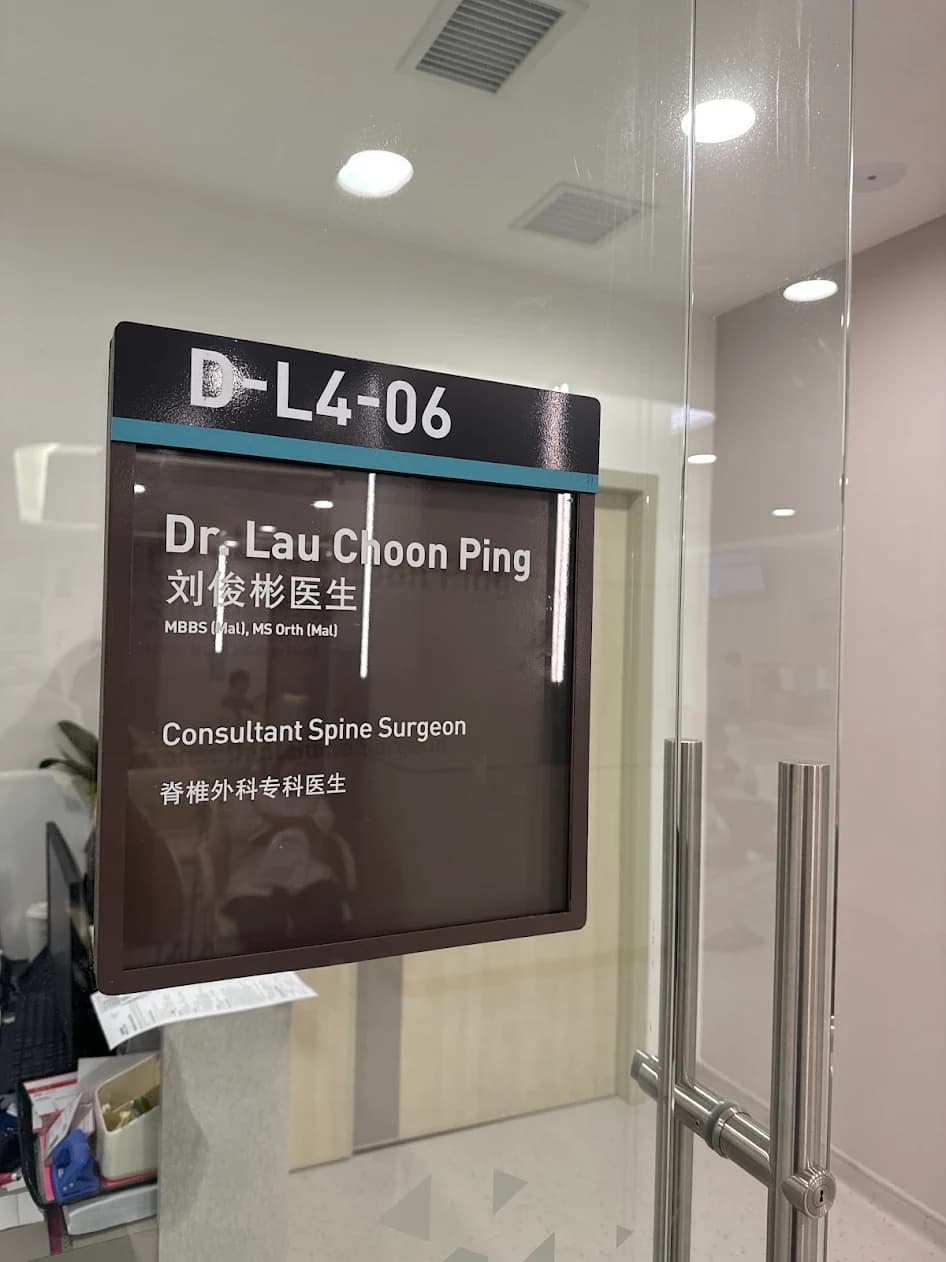 D-L4-06
Dr. Lau Choon Ping
刘俊彬医生
MBBS (Mal), MS Orth (Mal)
Consultant Spine Surgeon
脊椎外科专科医生